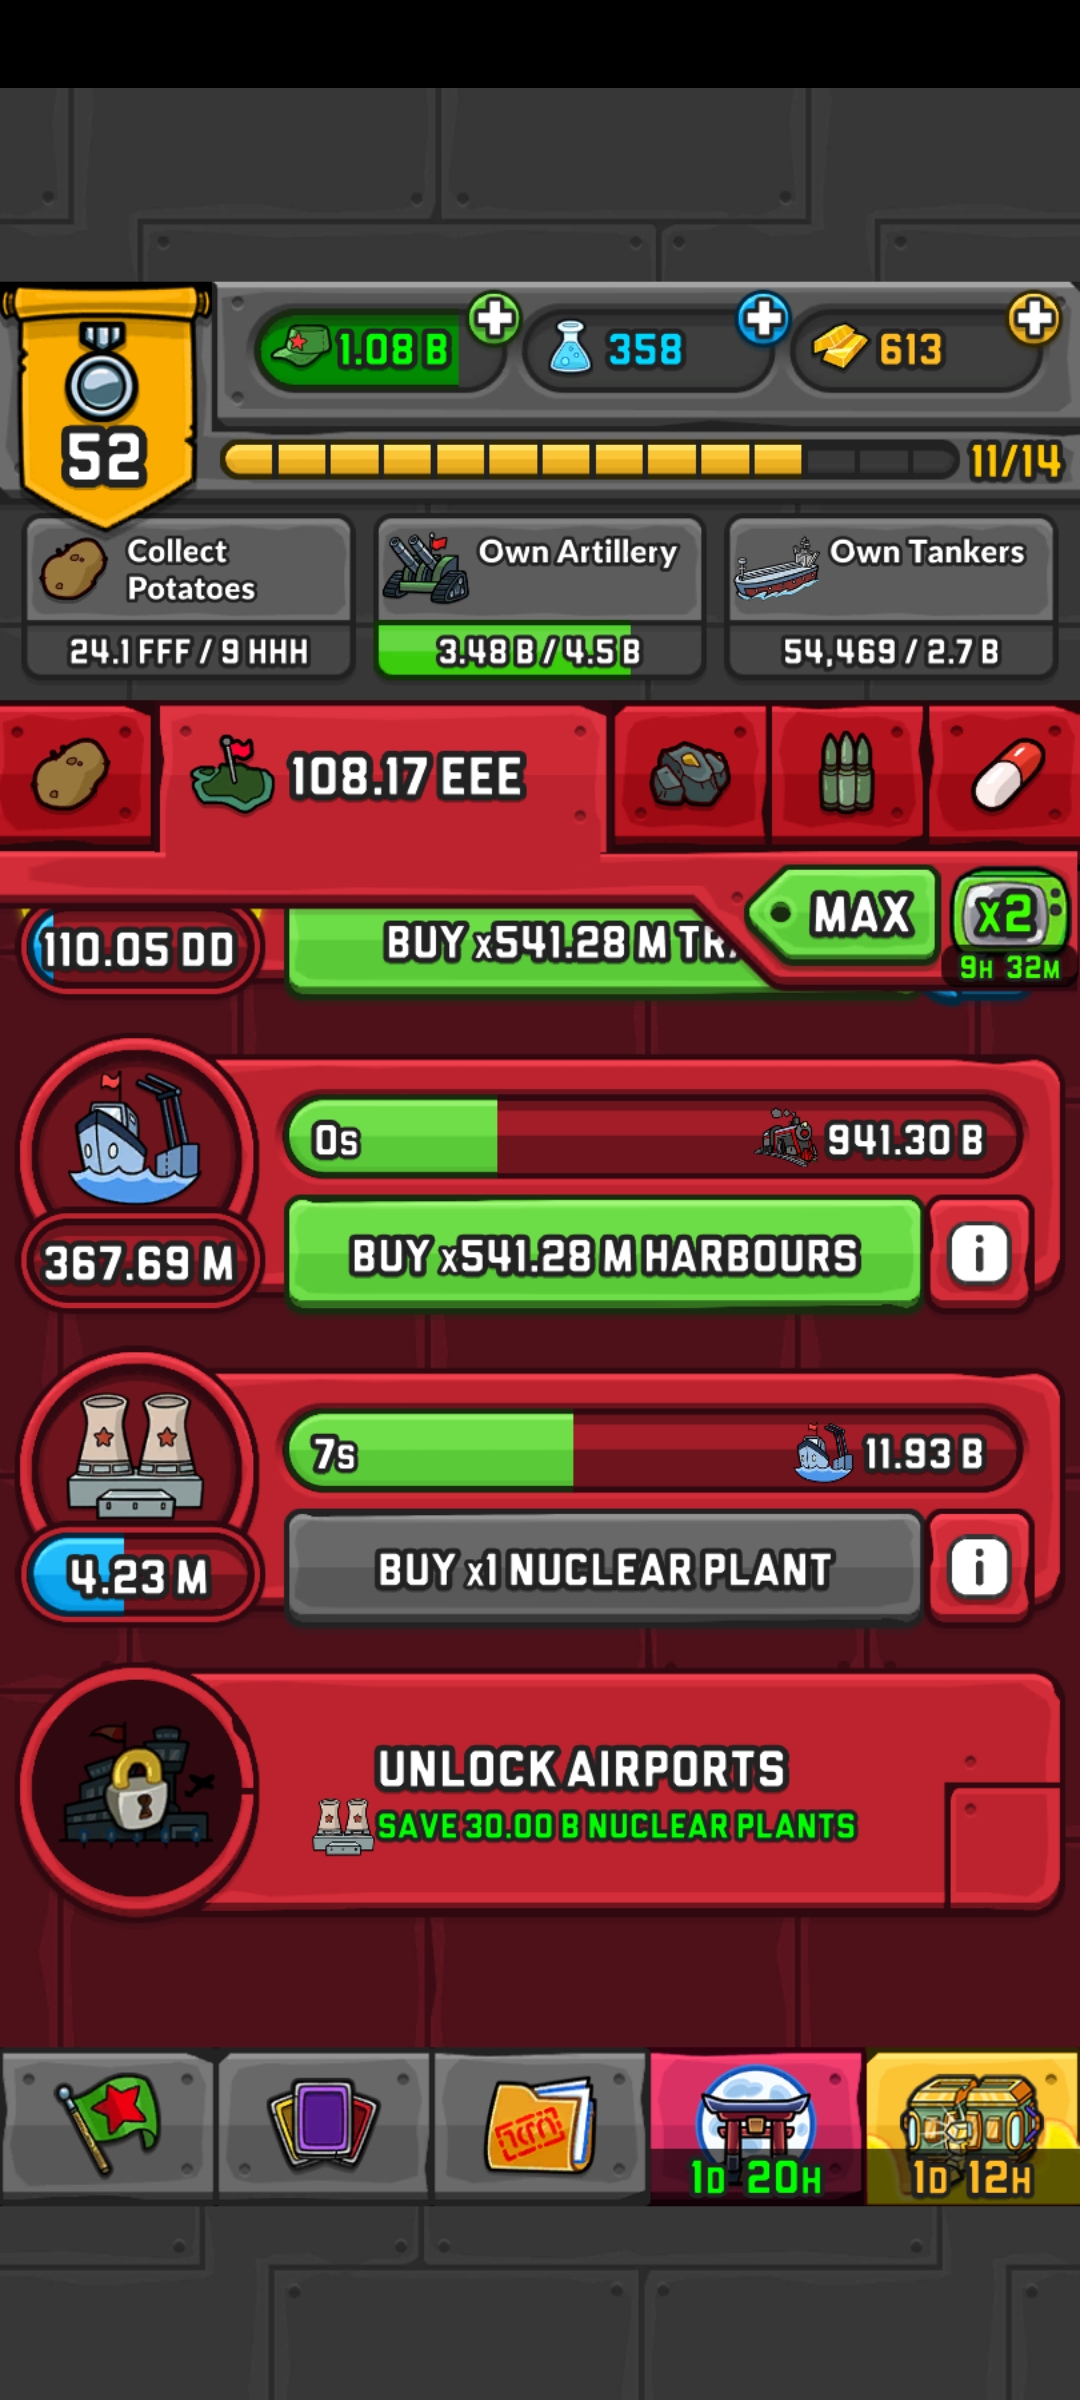 1.08 B
358
613
52
11/14
Collect
Potatoes
Own Artillery
Own Tankers
24.1 FFF / 9 HHH
3.48 B / 4.5 B
54,469 / 2.7 B
108.17 EEE
MAX
x2
9H 32M
110.05 DD
BUY x541.28 M
0s
941.30 B
367.69 M
BUY x541.28 M HARBOURS
i
7s
11.93 B
4.23 M
BUY x1 NUCLEAR PLANT
i
UNLOCK AIRPORTS
SAVE 30.00 B NUCLEAR PLANTS
1D 20H
1D 12H